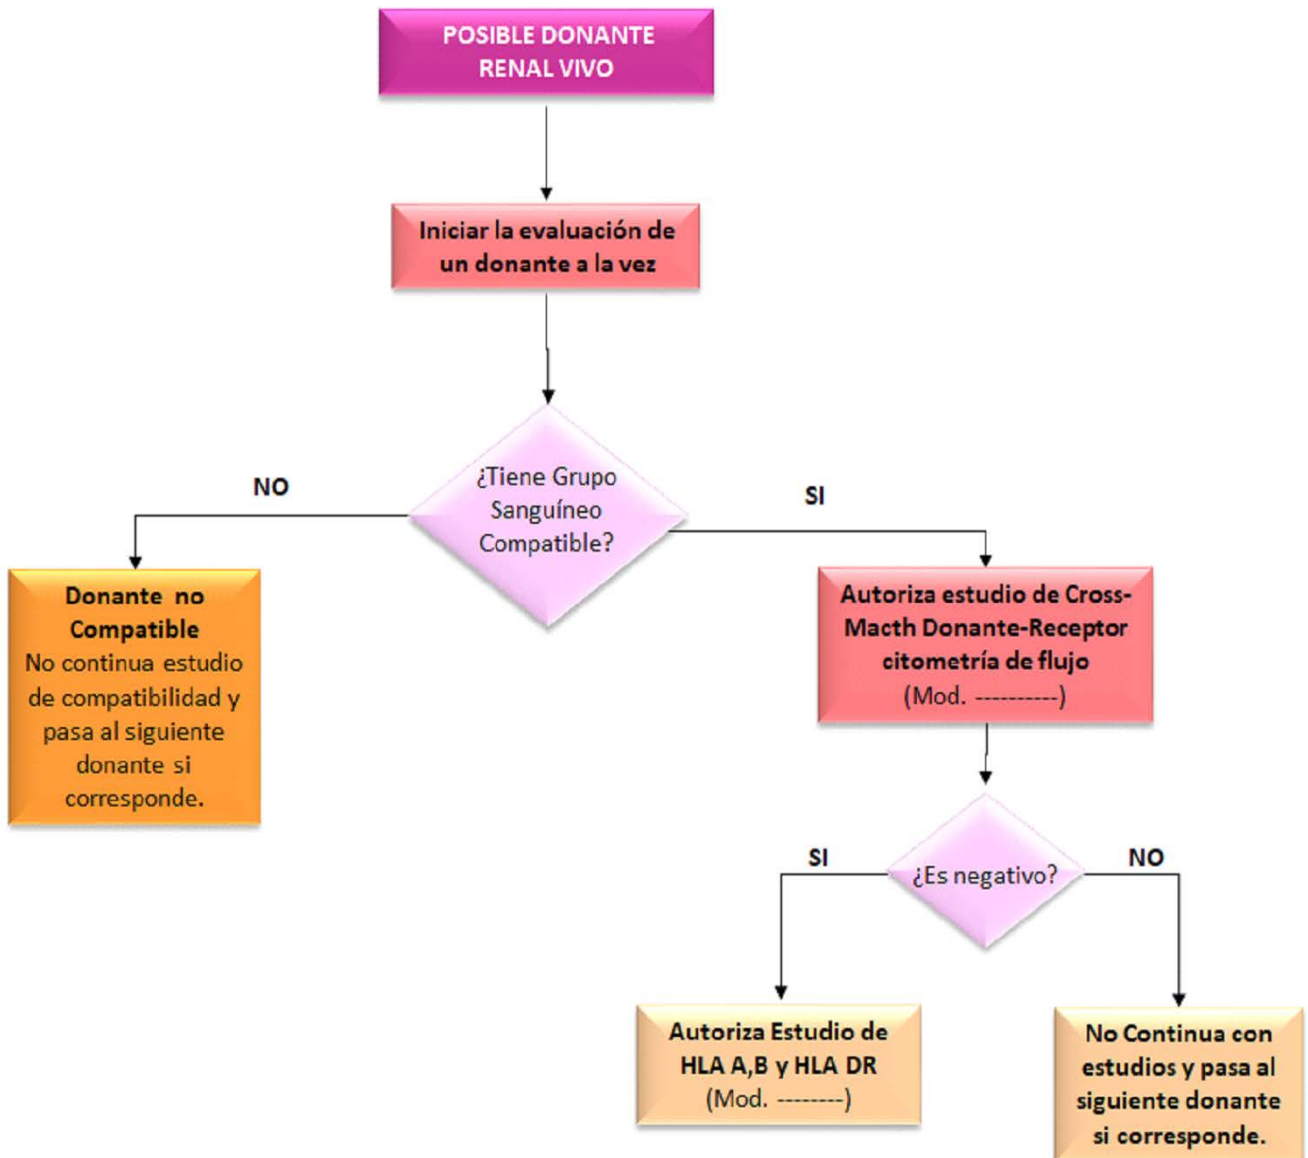 POSIBLE DONANTE
RENAL VIVO
Iniciar la evaluación de
un donante a la vez
¿Tiene Grupo
Sanguíneo
Compatible?
NO
SI
Donante no
Compatible
No continua estudio
de compatibilidad y
pasa al siguiente
donante si
corresponde.
Autoriza estudio de Cross-
Macth Donante-Receptor
citometría de flujo
(Mod. ----------)
¿Es negativo?
SI
NO
Autoriza Estudio de
HLA A,B y HLA DR
(Mod. --------)
No Continua con
estudios y pasa al
siguiente donante
si corresponde.